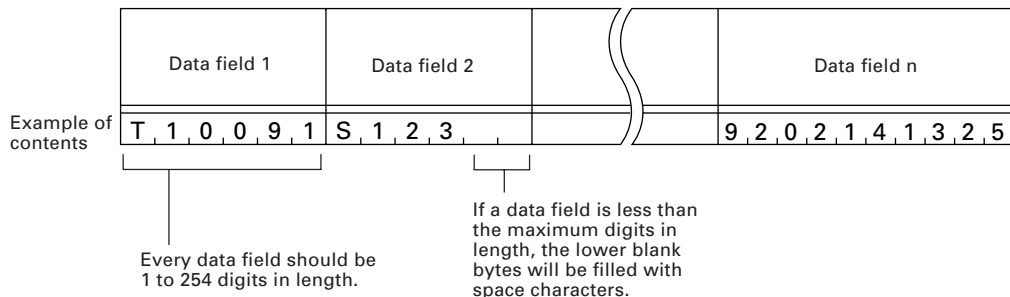 Data field 1
Data field 2
Data field n
Example of
contents
T 1 0 0 9 1
S 1 2 3
9 2 0 2 1 4 1 3 2 5
Every data field should be
1 to 254 digits in length.
If a data field is less than
the maximum digits in
length, the lower blank
bytes will be filled with
space characters.